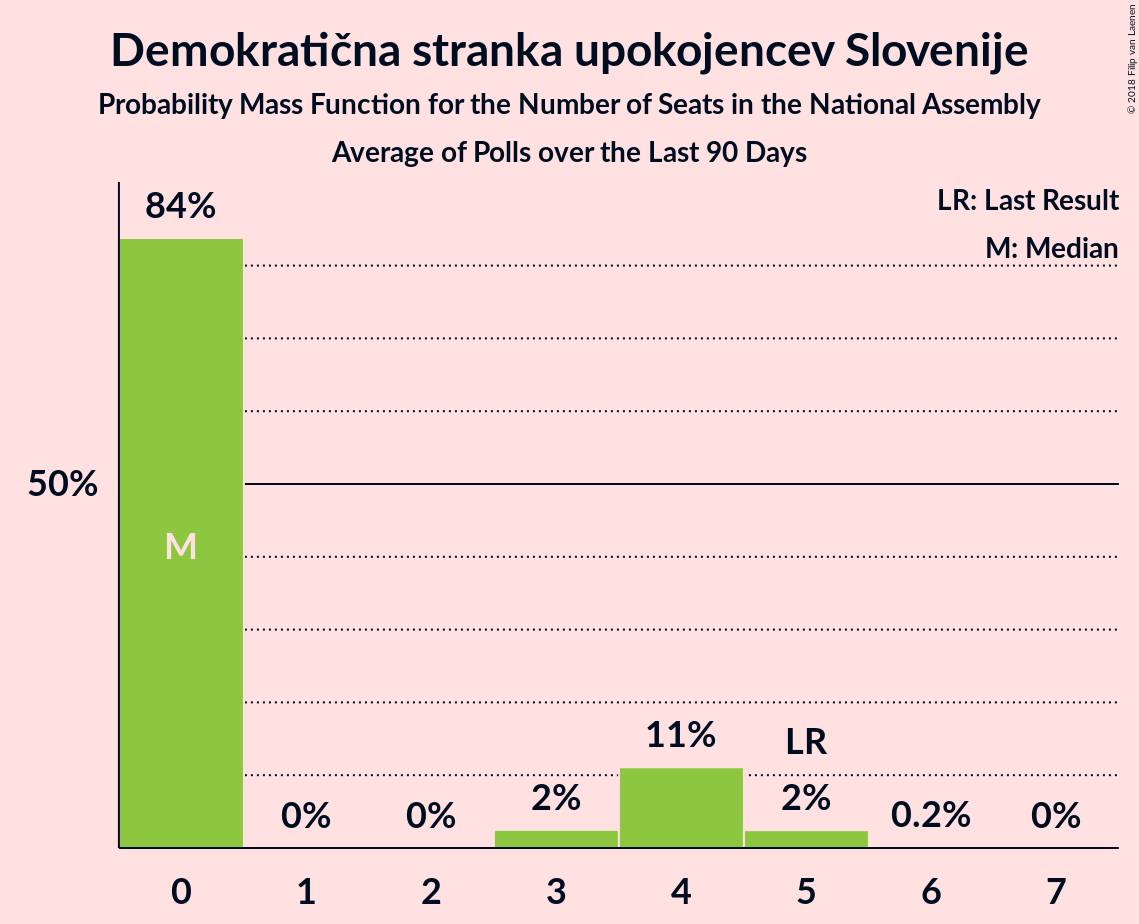 Demokratična stranka upokojencev Slovenije
Probability Mass Function for the Number of Seats in the National Assembly
Average of Polls over the Last 90 Days
© 2018 Filip van Laenen
LR: Last Result
M: Median
84%
50%
M
11%
LR
0%
0%
2%
2%
0.2%
0%
0 1 2 3 4 5 6 7